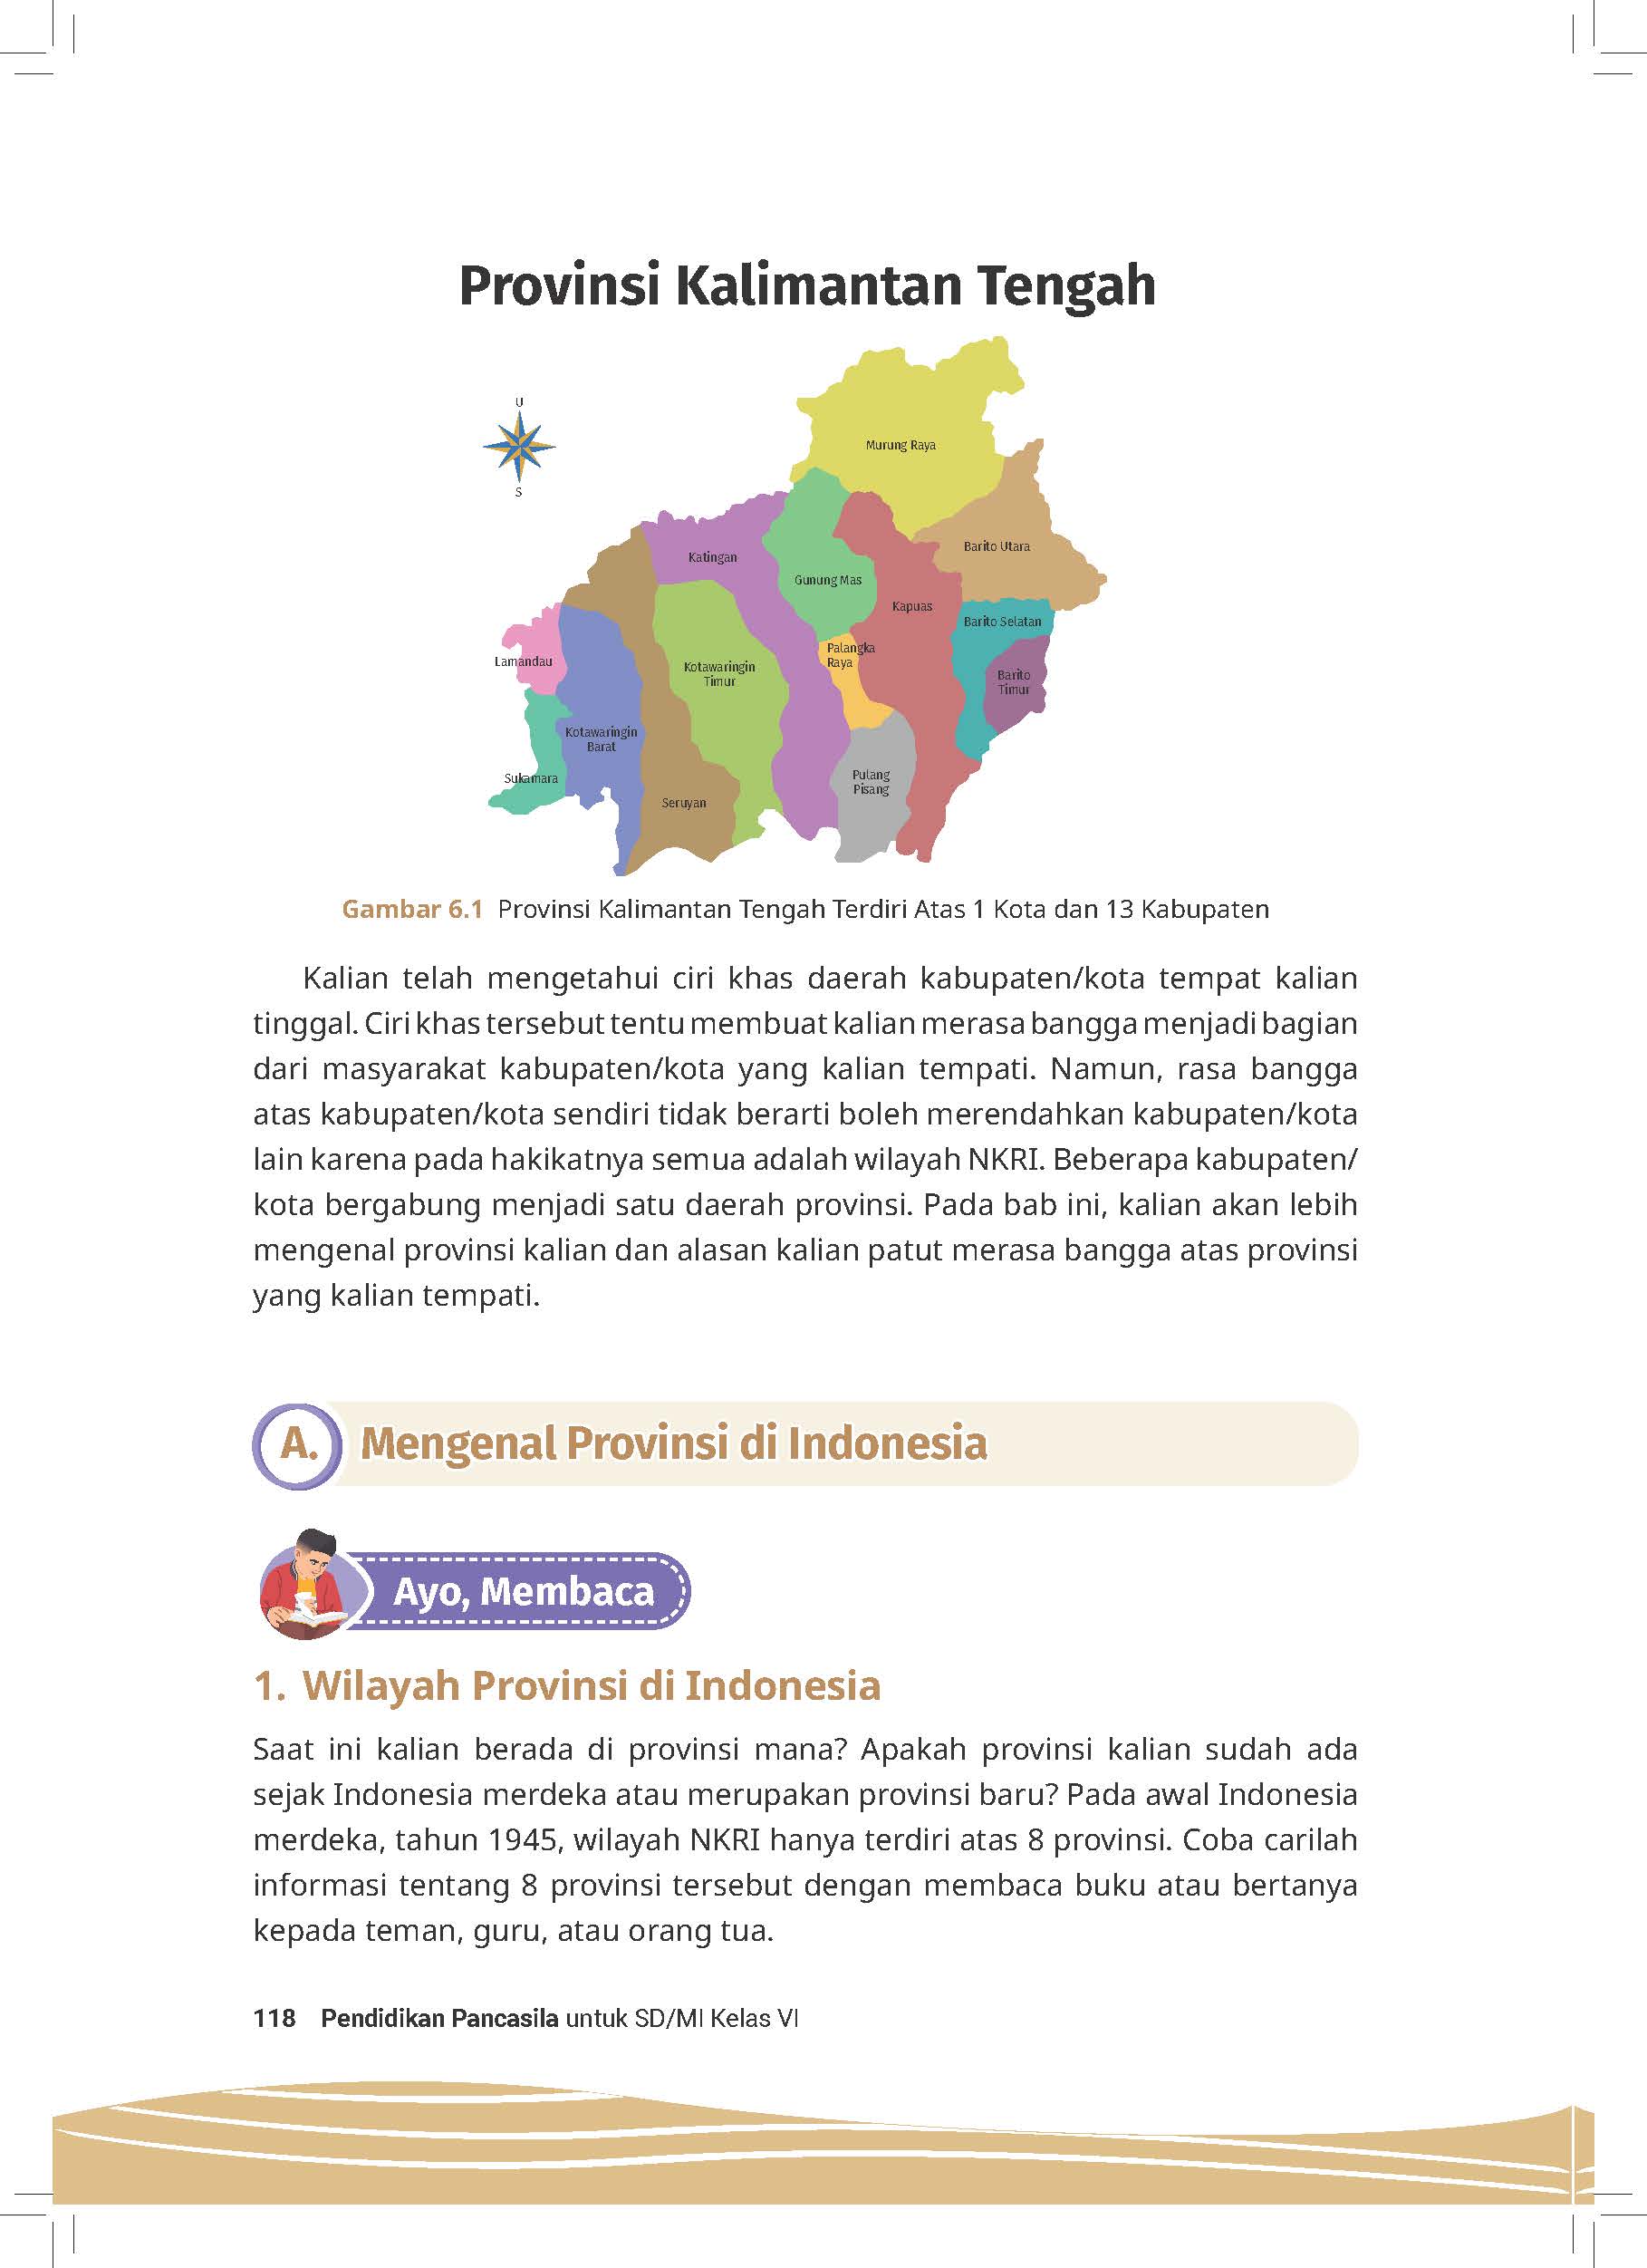 Provinsi Kalimantan Tengah
U
S
Murung Raya
Barito Utara
Katingan
Gunung Mas
Kapuas
Barito Selatan
Palangka
Raya
Lamandau
Kotawaringin
Timur
Barito
Timur
Kotawaringin
Barat
Sukamara
Pulang
Pisang
Seruyan
Gambar 6.1 Provinsi Kalimantan Tengah Terdiri Atas 1 Kota dan 13 Kabupaten
Kalian telah mengetahui ciri khas daerah kabupaten/kota tempat kalian
tinggal. Ciri khas tersebut tentu membuat kalian merasa bangga menjadi bagian
dari masyarakat kabupaten/kota yang kalian tempati. Namun, rasa bangga
atas kabupaten/kota sendiri tidak berarti boleh merendahkan kabupaten/kota
lain karena pada hakikatnya semua adalah wilayah NKRI. Beberapa kabupaten/
kota bergabung menjadi satu daerah provinsi. Pada bab ini, kalian akan lebih
mengenal provinsi kalian dan alasan kalian patut merasa bangga atas provinsi
yang kalian tempati.
A. Mengenal Provinsi di Indonesia
Ayo, Membaca
1. Wilayah Provinsi di Indonesia
Saat ini kalian berada di provinsi mana? Apakah provinsi kalian sudah ada
sejak Indonesia merdeka atau merupakan provinsi baru? Pada awal Indonesia
merdeka, tahun 1945, wilayah NKRI hanya terdiri atas 8 provinsi. Coba carilah
informasi tentang 8 provinsi tersebut dengan membaca buku atau bertanya
kepada teman, guru, atau orang tua.
118 Pendidikan Pancasila untuk SD/MI Kelas VI